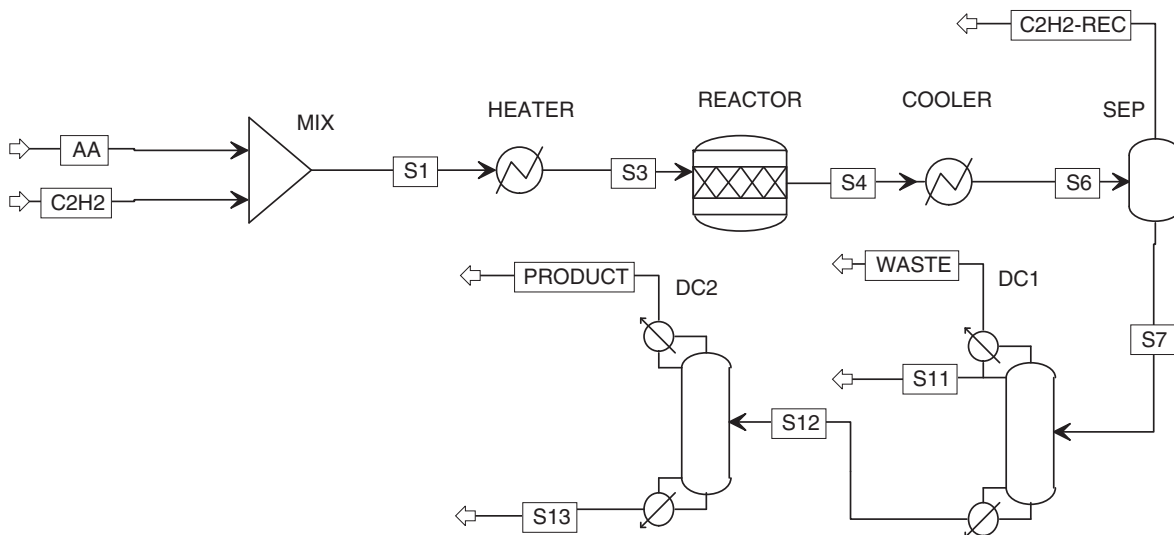 C2H2-REC
REACTOR
COOLER
HEATER
SEP
MIX
AA
S1
S3
S4
S6
C2H2
PRODUCT
DC2
WASTE
DC1
S7
S11
S12
S13